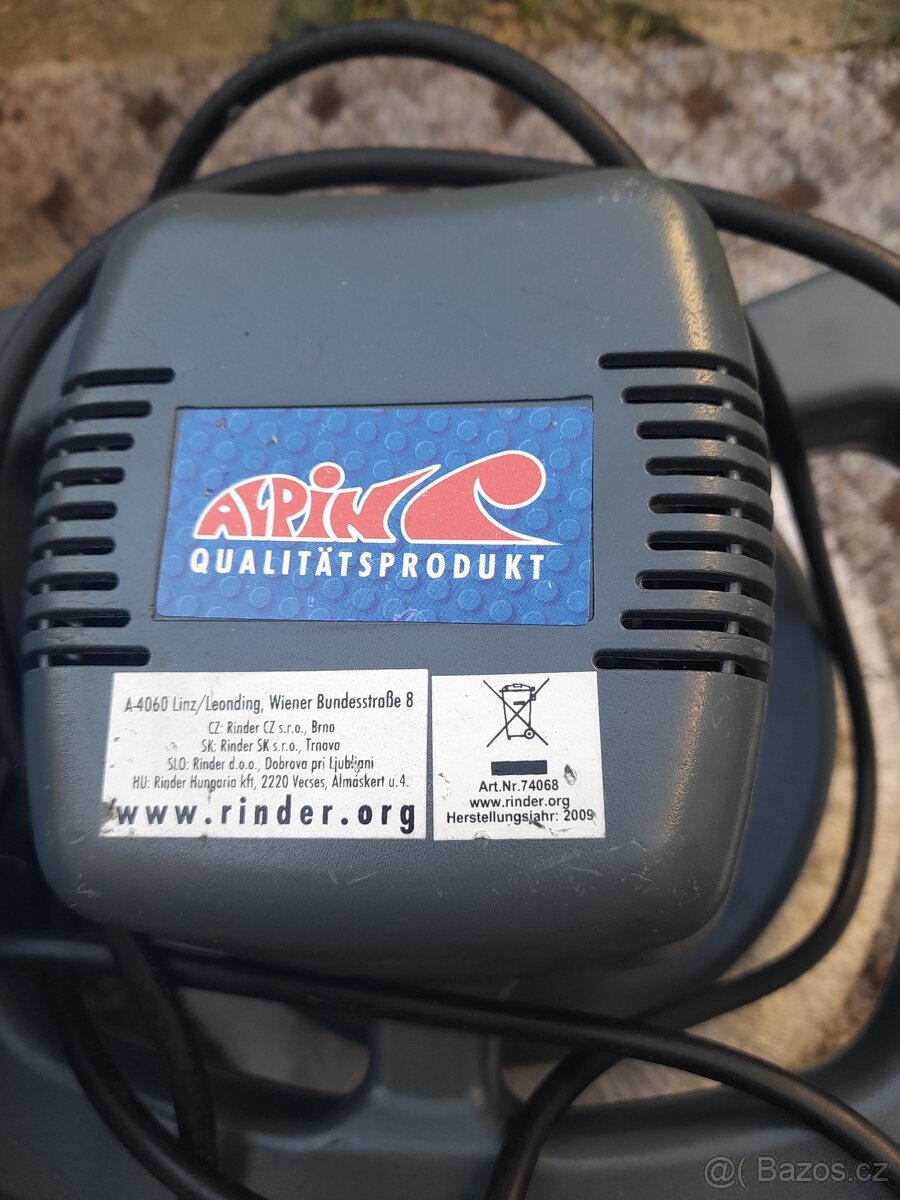 ALPIN
QUALITÄTSPRODUKT
A-4060 Linz/Leonding, Wiener Bundesstraße 8
CZ: Rinder CZ s.r.o., Brno
SK: Rinder SK s.r.o., Trnava
SLO: Rinder d.o.o., Dobrova pri Ljubljani
HU: Rinder Hungaria kft, 2220 Vecsés, Almáskert u.4.
www.rinder.org
Art.Nr.74068
www.rinder.org
Herstellungsjahr: 2009
@( Bazos.cz